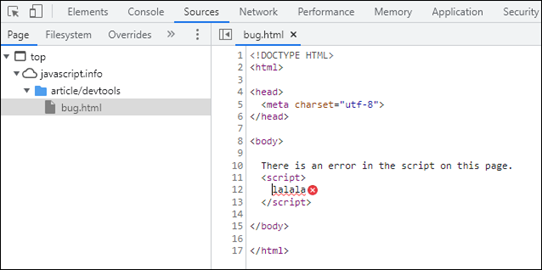 Elements Console Sources Network Performance Memory Application Security
Page Filesystem Overrides »
bug.html ×
top
javascript.info
article/devtools
bug.html
1 <!DOCTYPE HTML>
2 <html>
3
4 <head>
5 <meta charset="utf-8">
6 </head>
7
8 <body>
9
10 There is an error in the script on this page.
11 <script>
12 lalala
13 </script>
14
15 </body>
16
17 </html>